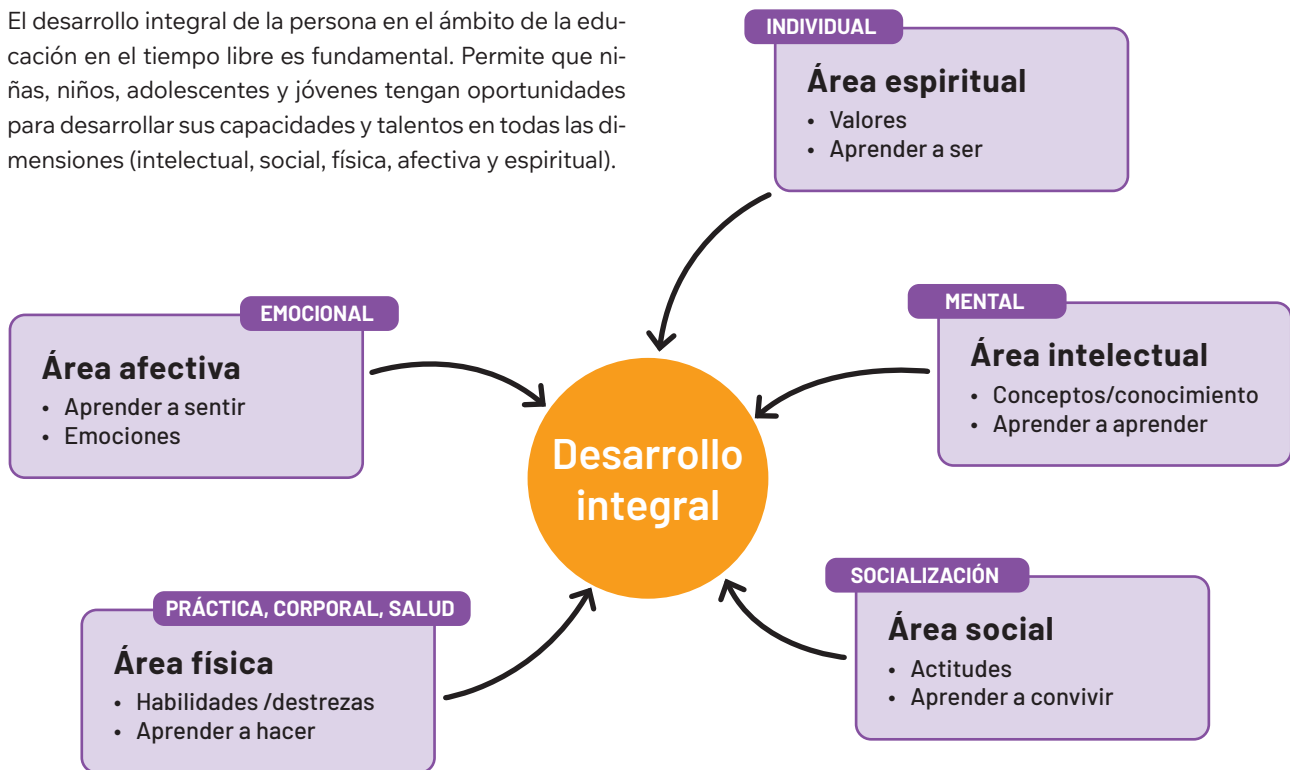 El desarrollo integral de la persona en el ámbito de la edu-
cación en el tiempo libre es fundamental. Permite que ni-
ñas, niños, adolescentes y jóvenes tengan oportunidades
para desarrollar sus capacidades y talentos en todas las di-
mensiones (intelectual, social, física, afectiva y espiritual).
INDIVIDUAL
Área espiritual
• Valores
• Aprender a ser
EMOCIONAL
Área afectiva
• Aprender a sentir
• Emociones
MENTAL
Área intelectual
• Conceptos/conocimiento
• Aprender a aprender
Desarrollo
integral
PRÁCTICA, CORPORAL, SALUD
Área física
• Habilidades /destrezas
• Aprender a hacer
SOCIALIZACIÓN
Área social
• Actitudes
• Aprender a convivir